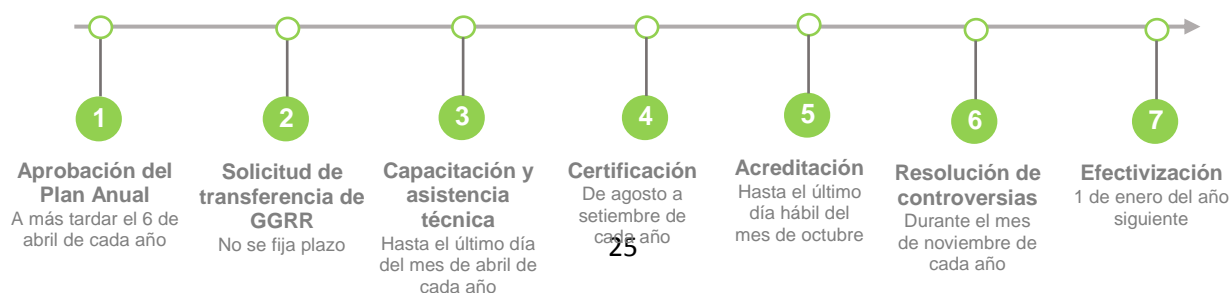 1
Aprobación del
Plan Anual
A más tardar el 6 de
abril de cada año
2
Solicitud de
transferencia de
GGRR
No se fija plazo
3
Capacitación y
asistencia
técnica
Hasta el último día
del mes de abril de
cada año
4
Certificación
De agosto a
setiembre de
cada año
5
Acreditación
Hasta el último
día hábil del
mes de octubre
6
Resolución de
controversias
Durante el mes
de noviembre de
cada año
7
Efectivización
1 de enero del año
siguiente
25